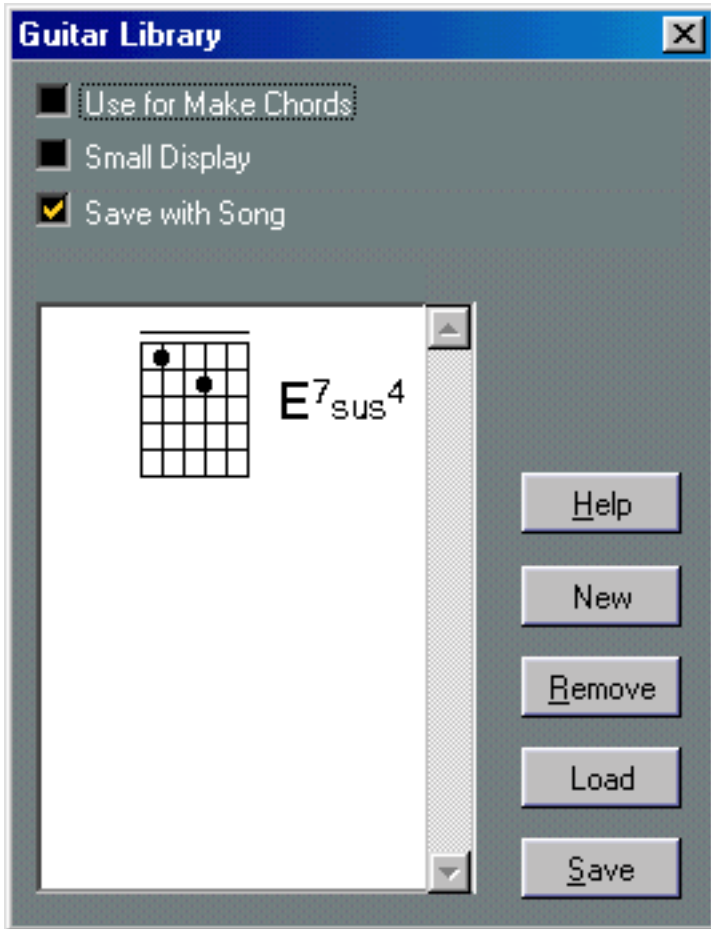 Guitar Library
Use for Make Chords
Small Display
Save with Song
E7sus4
Help
New
Remove
Load
Save